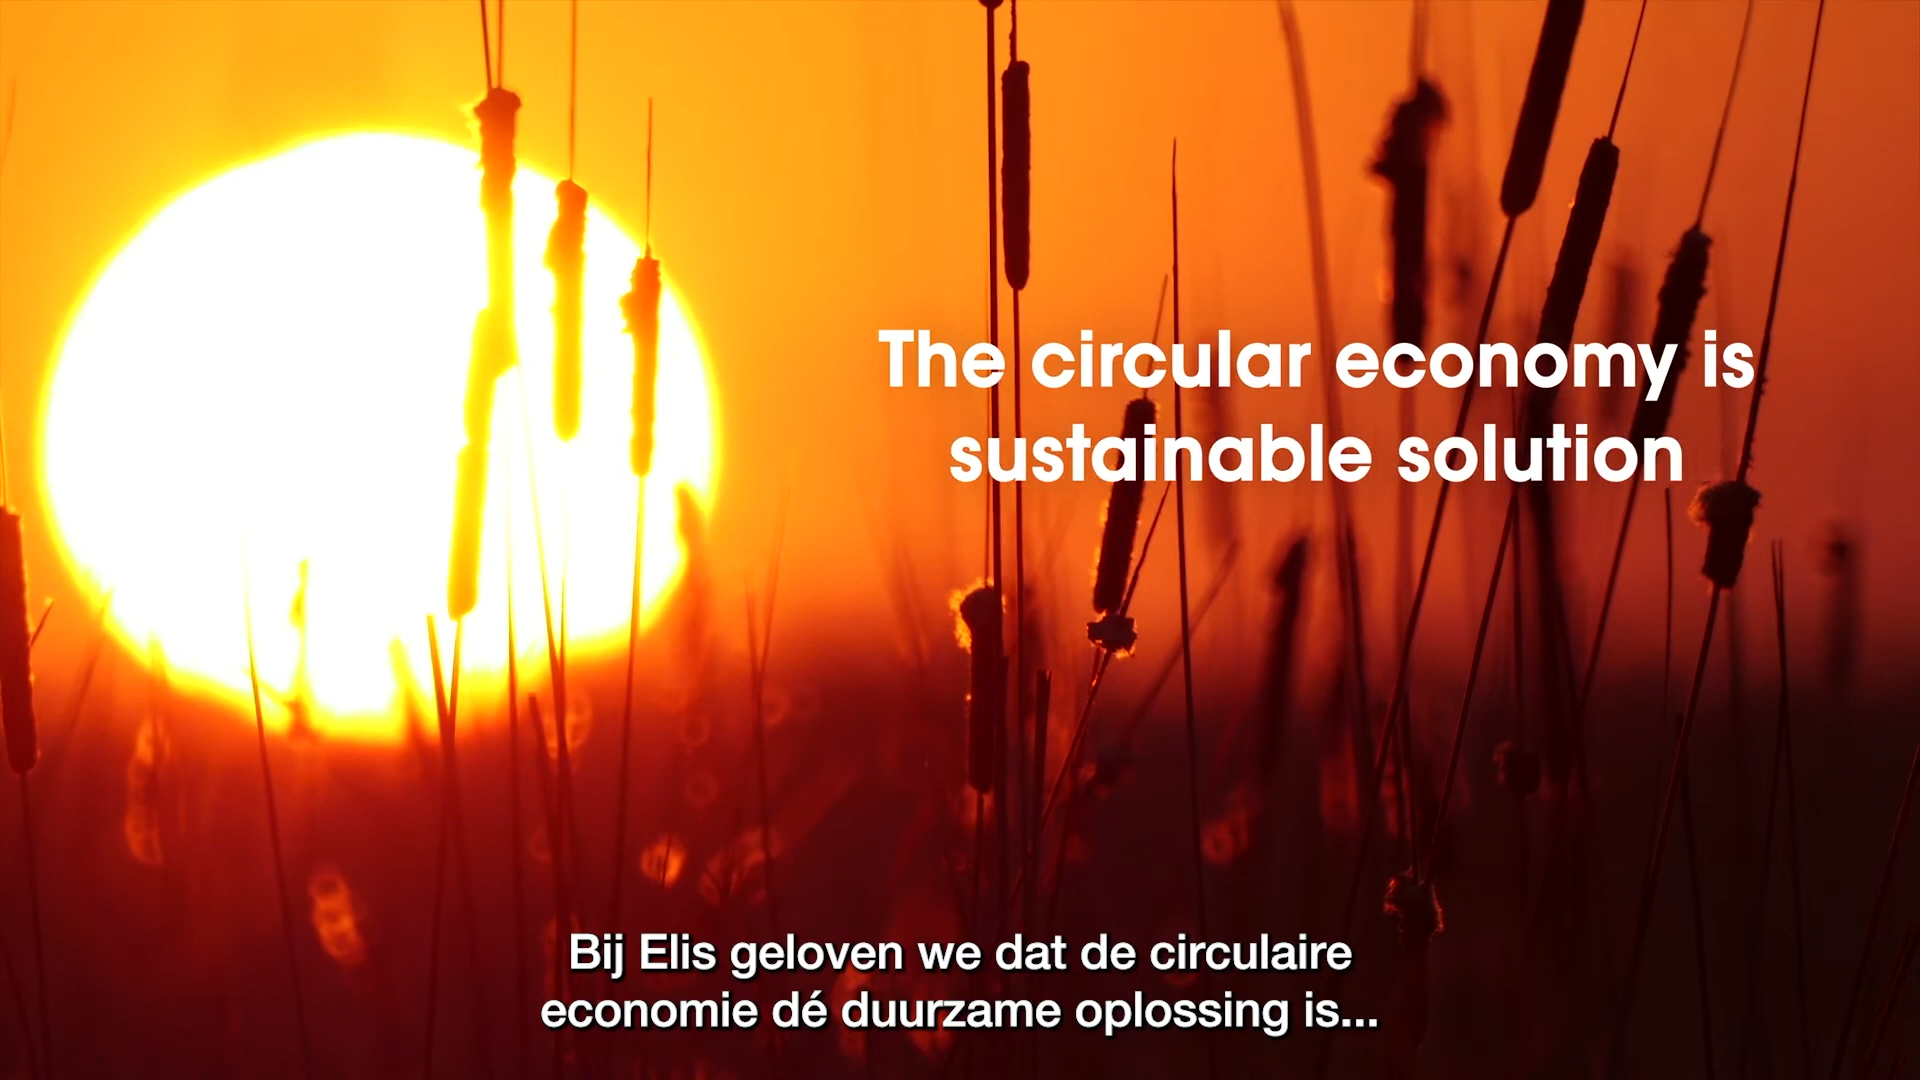 The circular economy is
sustainable solution
Bij Elis geloven we dat de circulaire
economie dé duurzame oplossing is...